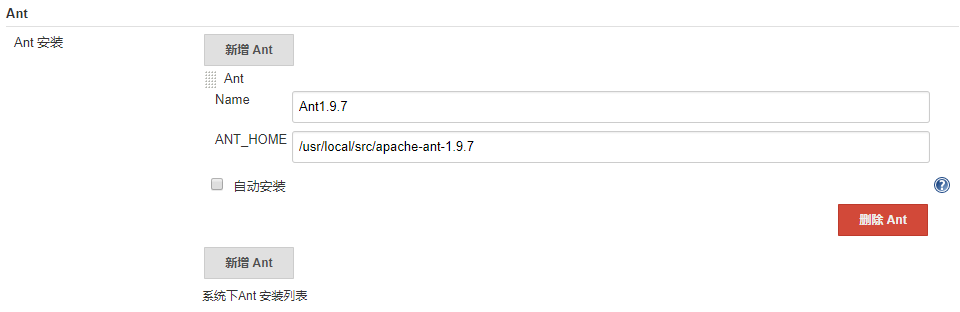 Ant
Ant 安装
新增 Ant
Ant
Name
Ant1.9.7
ANT_HOME
/usr/local/src/apache-ant-1.9.7
自动安装
?
删除 Ant
新增 Ant
系统下Ant 安装列表